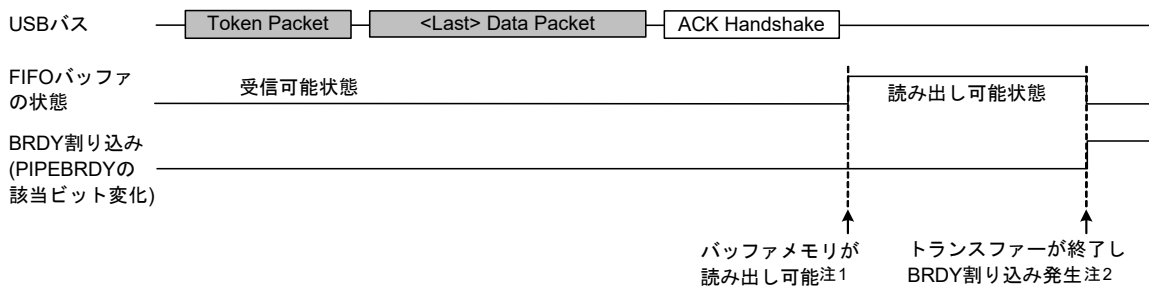 USBバス
Token Packet
<Last> Data Packet
ACK Handshake
FIFOバッファ
の状態
受信可能状態
読み出し可能状態
BRDY割り込み
(PIPEBRDYの
該当ビット変化)
バッファメモリが
読み出し可能注1
トランスファーが終了し
BRDY割り込み発生注2